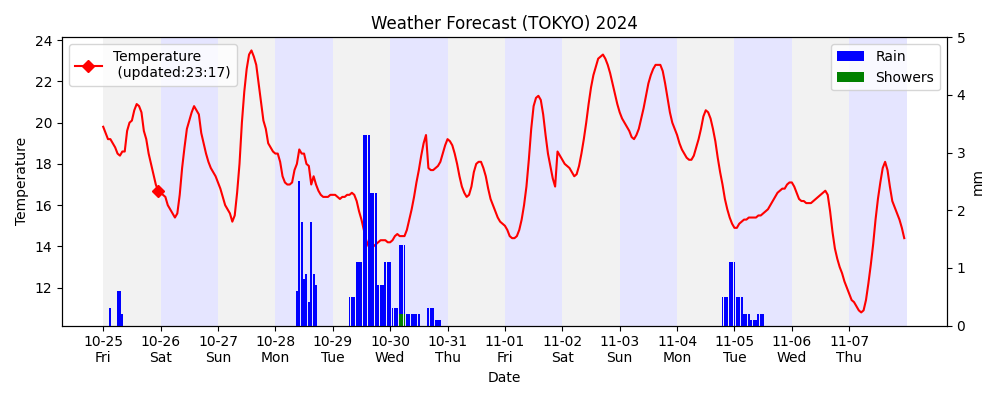 Weather Forecast (TOKYO) 2024
Temperature
(updated:23:17)
Rain
Showers
Temperature
24
22
20
18
16
14
12
5
4
3
2
1
0
mm
10-25 10-26 10-27 10-28 10-29 10-30 10-31 11-01 11-02 11-03 11-04 11-05 11-06 11-07
Fri Sat Sun Mon Tue Wed Thu Fri Sat Sun Mon Tue Wed Thu
Date